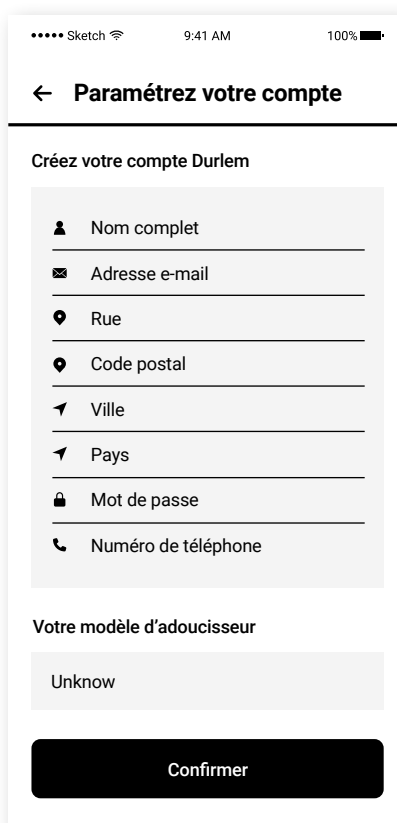 Sketch 9:41 AM 100%
Paramétrez votre compte
Créez votre compte Durlem
Nom complet
Adresse e-mail
Rue
Code postal
Ville
Pays
Mot de passe
Numéro de téléphone
Votre modèle d’adoucisseur
Unknow
Confirmer